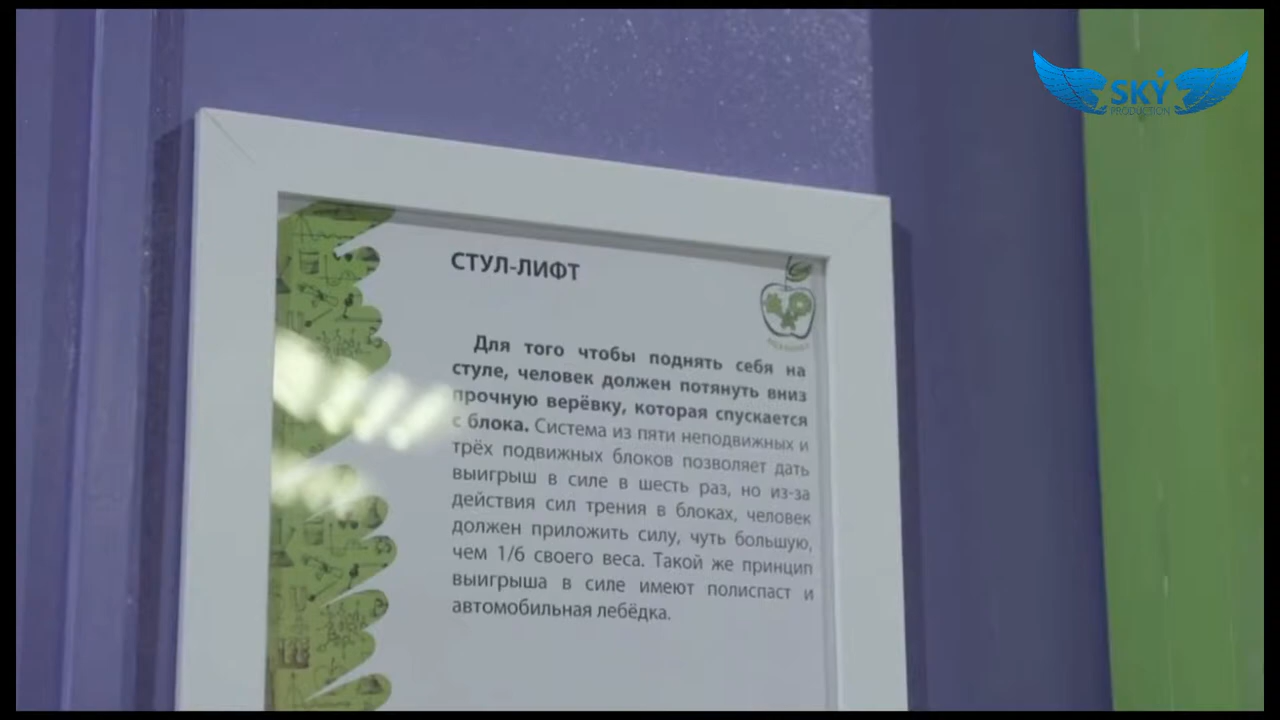 SKY
PRODUCTION
СТУЛ-ЛИФТ
Для того чтобы поднять себя на
стуле, человек должен потянуть вниз
прочную верёвку, которая спускается
с блока. Система из пяти неподвижных и
трёх подвижных блоков позволяет дать
выигрыш в силе в шесть раз, но из-за
действия сил трения в блоках, человек
должен приложить силу, чуть большую,
чем 1/6 своего веса. Такой же принцип
выигрыша в силе имеют полиспаст и
автомобильная лебёдка.